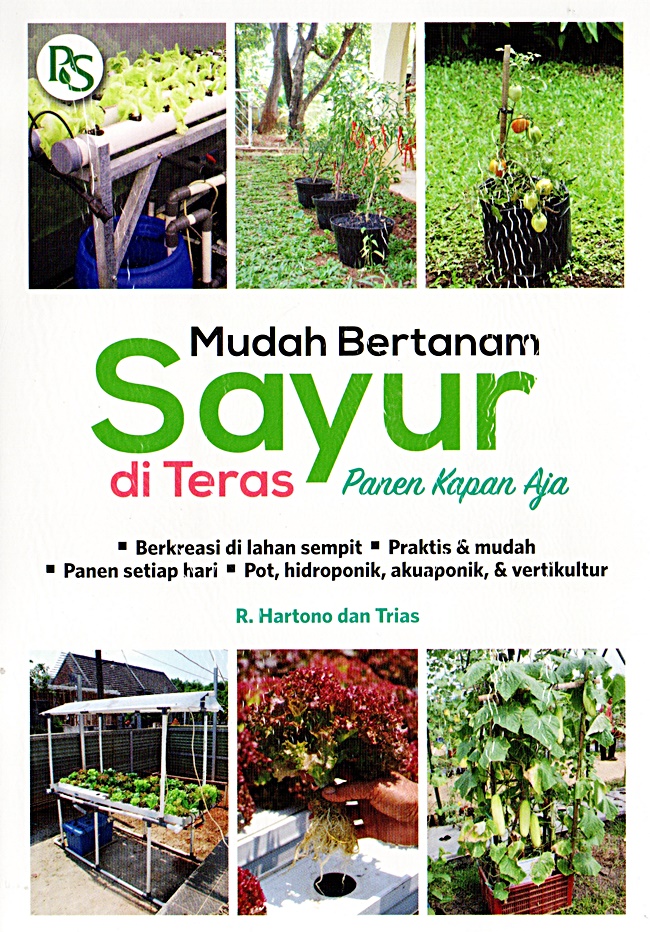 PS
Mudah Bertanam
Sayur
di Teras
Panen Kapan Aja
▪ Berkreasi di lahan sempit ▪ Praktis & mudah
▪ Panen setiap hari ▪ Pot, hidroponik, akuaponik, & vertikultur
R. Hartono dan Trias